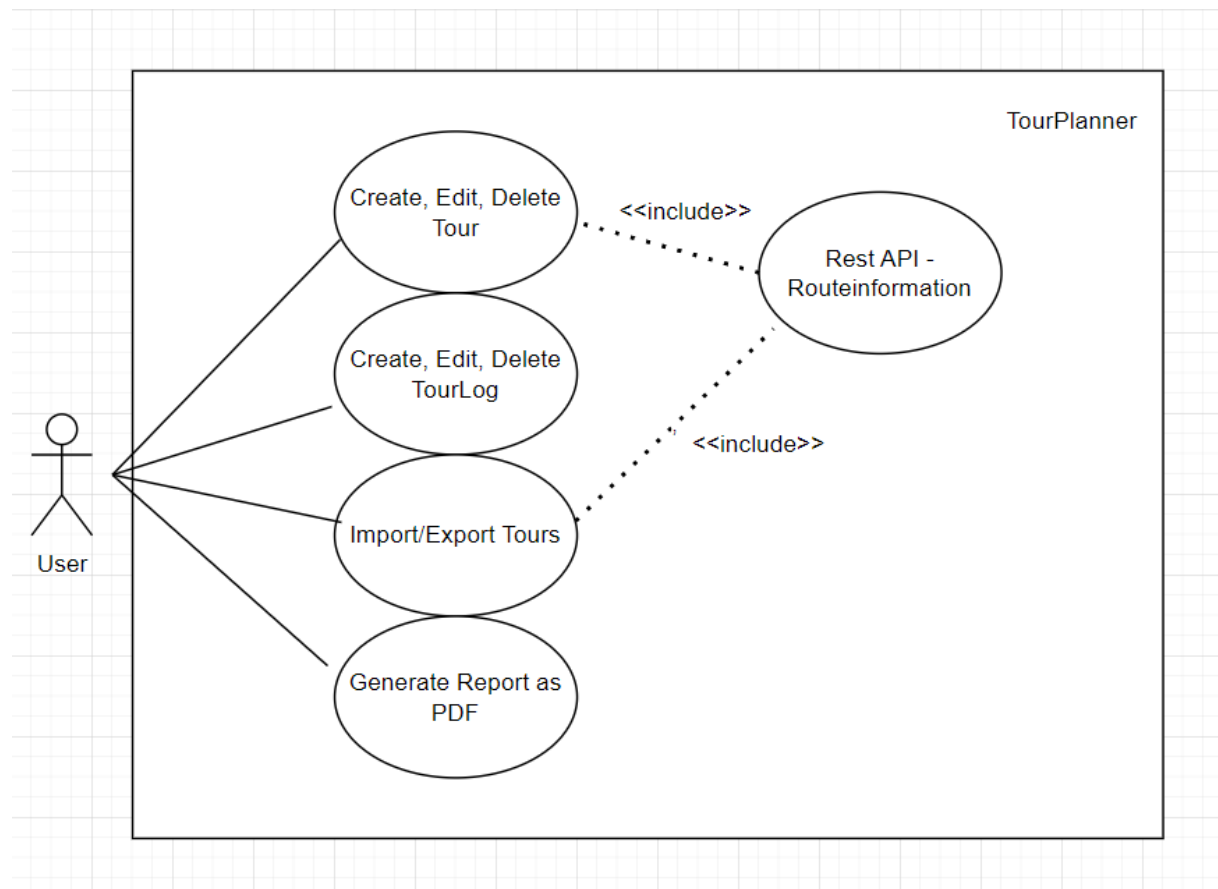 TourPlanner
Create, Edit, Delete
Tour
<<include>>
Rest API -
Routeinformation
Create, Edit, Delete
TourLog
<<include>>
Import/Export Tours
User
Generate Report as
PDF